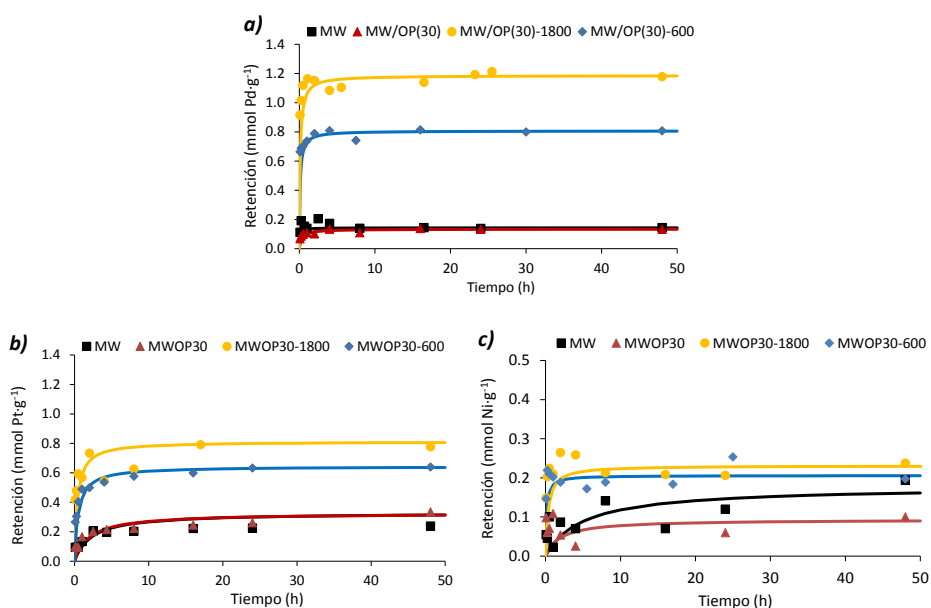 a)
MW MW/OP(30) MW/OP(30)-1800 MW/OP(30)-600
Retención (mmol Pd·g⁻¹)
1.4
1.2
1.0
0.8
0.6
0.4
0.2
0.0
0 10 20 30 40 50
Tiempo (h)
b)
MW MWOP30 MWOP30-1800 MWOP30-600
Retención (mmol Pt·g⁻¹)
1.4
1.2
1.0
0.8
0.6
0.4
0.2
0.0
0 10 20 30 40 50
Tiempo (h)
c)
MW MWOP30 MWOP30-1800 MWOP30-600
Retención (mmol Ni·g⁻¹)
0.5
0.4
0.3
0.2
0.1
0.0
0 10 20 30 40 50
Tiempo (h)